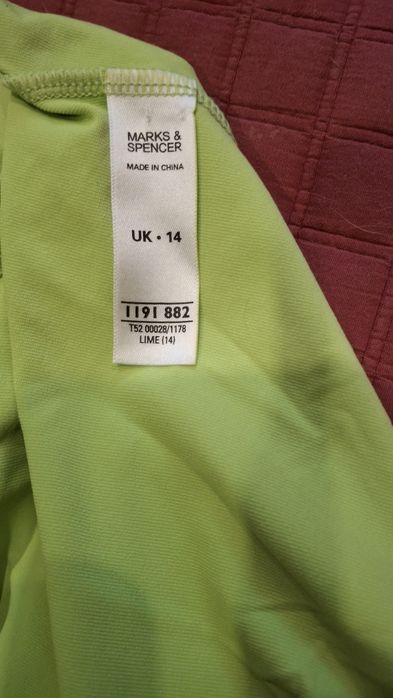 MARKS &
SPENCER
MADE IN CHINA
UK • 14
1191 882
T52 00028/1178
LIME (14)